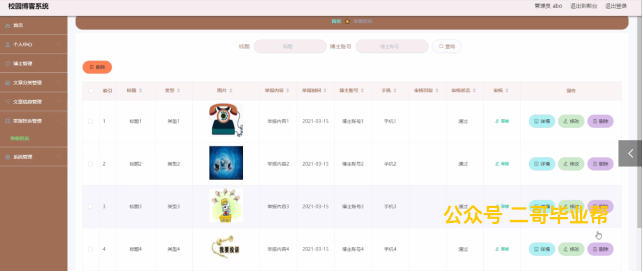 校园博客系统
管理员 abo 退出到前台 退出登录
首页
个人中心
博主管理
文章分类管理
文章信息管理
举报投诉管理
举报投诉
系统管理
首页 举报投诉
标题 标题 博主账号 博主账号 查询
删除
索引 标题 类型 图片 举报内容 举报时间 博主账号 手机 审核回复 审核状态 审核 操作
1 标题1 类型1 举报内容1 2021-03-15 博主账号1 手机1 通过 审核 详情 修改 删除
2 标题2 类型2 举报内容2 2021-03-15 博主账号2 手机2 通过 审核 详情 修改 删除
3 标题3 类型3 举报内容3 2021-03-15 博主账号3 手机3 通过 审核 详情 修改 删除
公众号 二哥毕业帮
4 标题4 类型4 我要投诉 举报内容4 2021-03-15 博主账号4 手机4 通过 审核 详情 修改 删除